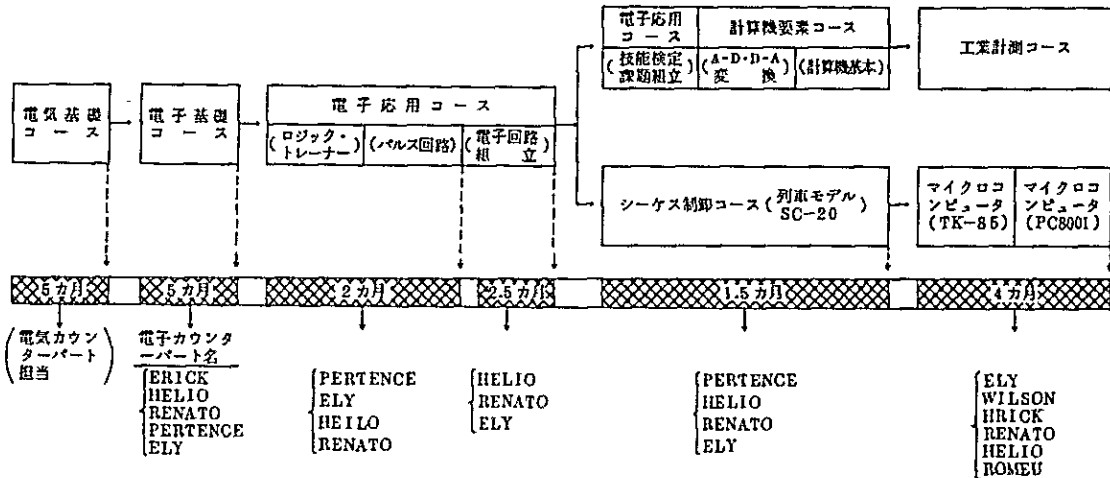 電子応用
コース
計算機要素コース
(技能検定
課題組立)
(A-D・D-A
変換)
(計算機基本)
工業計測コース
電気基礎
コース
電子基礎
コース
電子応用コース
(ロジック・
トレーナー)
(パルス回路)
(電子回路
組立)
シーケス制卸コース(列車モデル
SC-20)
マイクロコ
ンピュータ
(TK-85)
マイクロコ
ンピュータ
(PC8001)
5カ月
5カ月
2カ月
2.5カ月
1.5カ月
4カ月
(電気カウン
ターパート
担当)
電子カウンタ
ーパート名
ERICK
HELIO
RENATO
PERTENCE
ELY
PERTENCE
ELY
HEILO
RENATO
HELIO
RENATO
ELY
PERTENCE
HELIO
RENATO
ELY
ELY
WILSON
HRICK
RENATO
HELIO
ROMEU